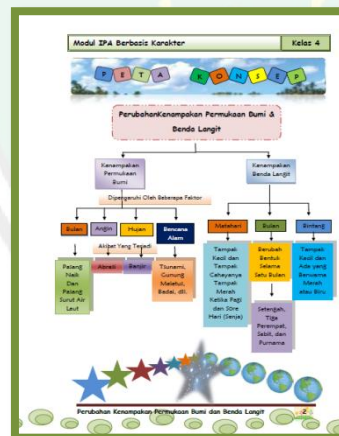 Modul IPA Berbasis Karakter
Kelas 4
PETA KONSEP
PerubahanKenampakan Permukaan Bumi &
Benda Langit
Kenampakan
Permukaan
Bumi
Kenampakan
Benda Langit
Dipengaruhi Oleh Beberapa Faktor
Bulan
Angin
Hujan
Bencana
Alam
Matahari
Bulan
Bintang
Akibat Yang Terjadi
Pasang
Naik
Dan
Pasang
Surut Air
Laut
Abrasi
Banjir
Tsunami,
Gunung
Meletus,
Badai, dll.
Tampak
Kecil dan
Tampak
Cahayanya
Tampak
Merah
Ketika Pagi
dan Sore
Hari (Senja)
Berubah
Bentuk
Selama
Satu Bulan
Tampak
Kecil dan
Ada yang
Berwarna
Merah
atau Biru
Setengah,
Tiga
Perempat,
Sabit, dan
Purnama
Perubahan Kenampakan Permukaan Bumi dan Benda Langit
2